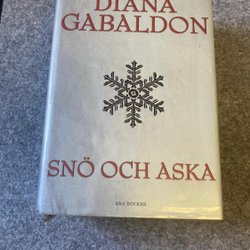 DIANA
GABALDON
SNÖ OCH ASKA
BRA BÖCKER